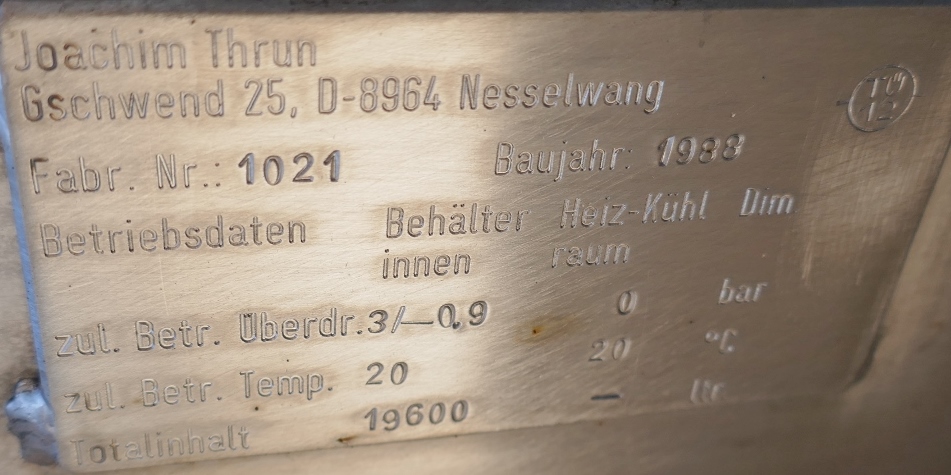 Joachim Thrun
Gschwend 25, D-8964 Nesselwang
Fabr. Nr.: 1021 Baujahr: 1988
Betriebsdaten Behälter Heiz-Kühl Dim
innen raum
zul. Betr. Überdr. 3/—0,9 0 bar
zul. Betr. Temp. 20 20 °C
Totalinhalt 19600 — ltr